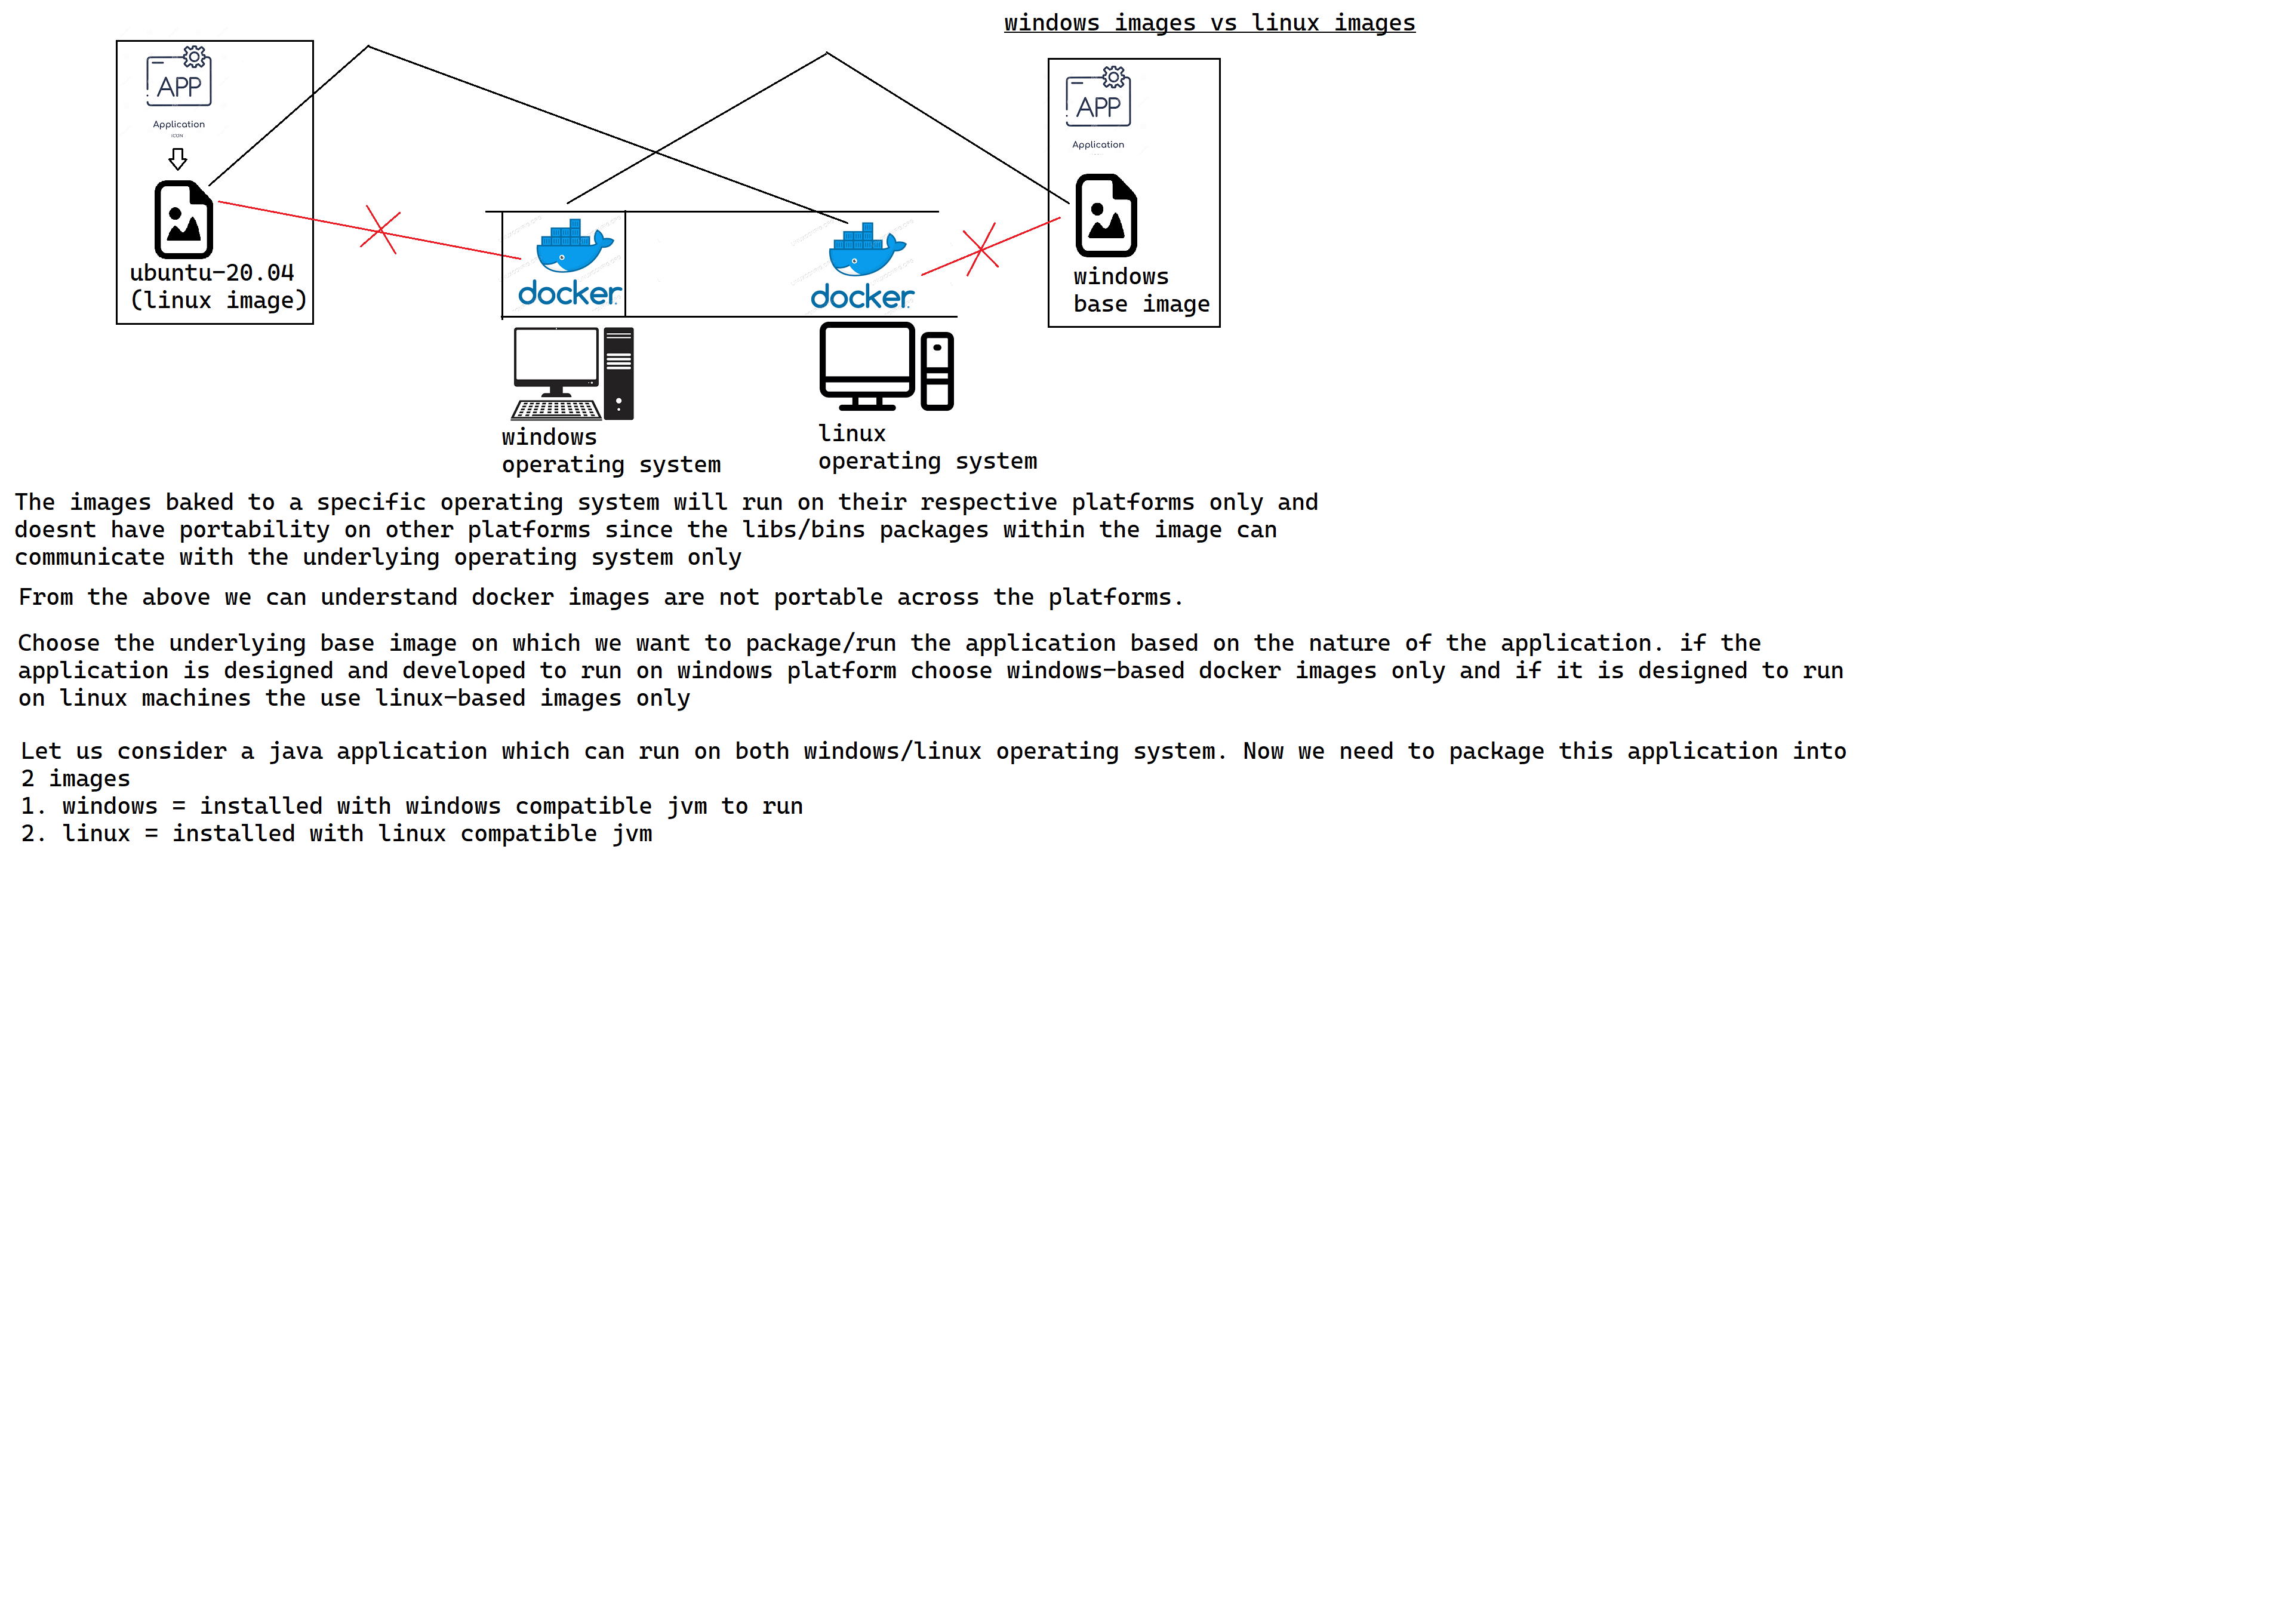 windows images vs linux images
APP
Application
ICON
ubuntu-20.04
(linux image)
docker
docker
APP
Application
windows
base image
windows
operating system
linux
operating system
The images baked to a specific operating system will run on their respective platforms only and
doesnt have portability on other platforms since the libs/bins packages within the image can
communicate with the underlying operating system only
From the above we can understand docker images are not portable across the platforms.
Choose the underlying base image on which we want to package/run the application based on the nature of the application. if the
application is designed and developed to run on windows platform choose windows-based docker images only and if it is designed to run
on linux machines the use linux-based images only
Let us consider a java application which can run on both windows/linux operating system. Now we need to package this application into
2 images
1. windows = installed with windows compatible jvm to run
2. linux = installed with linux compatible jvm